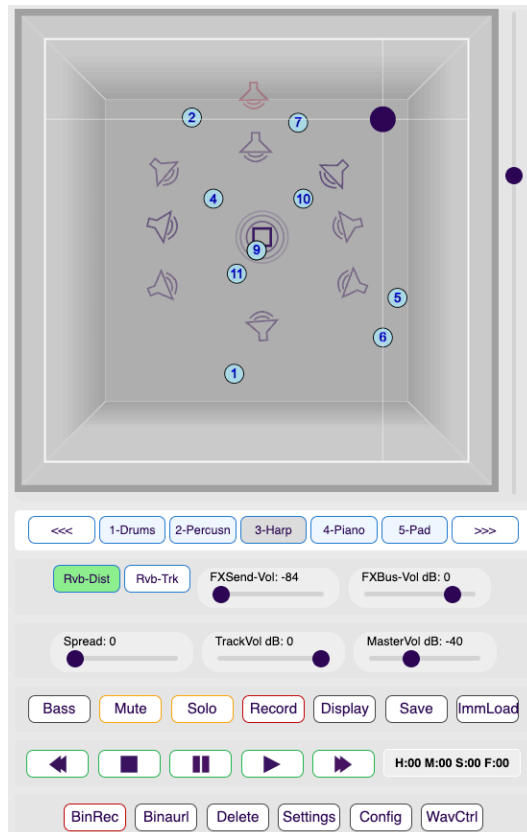 2
7
4
10
9
11
5
6
1
<<< 1-Drums 2-Percusn 3-Harp 4-Piano 5-Pad >>>
Rvb-Dist Rvb-Trk FXSend-Vol: -84 FXBus-Vol dB: 0
Spread: 0 TrackVol dB: 0 MasterVol dB: -40
Bass Mute Solo Record Display Save ImmLoad
H:00 M:00 S:00 F:00
BinRec Binaurl Delete Settings Config WavCtrl